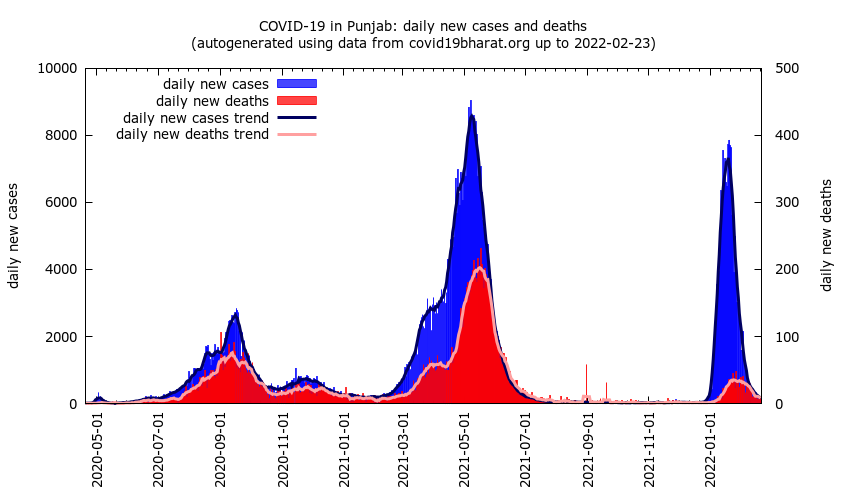 COVID-19 in Punjab: daily new cases and deaths
(autogenerated using data from covid19bharat.org up to 2022-02-23)
daily new cases
daily new deaths
daily new cases trend
daily new deaths trend
10000
8000
6000
4000
2000
0
daily new cases
500
400
300
200
100
0
daily new deaths
2020-05-01
2020-07-01
2020-09-01
2020-11-01
2021-01-01
2021-03-01
2021-05-01
2021-07-01
2021-09-01
2021-11-01
2022-01-01